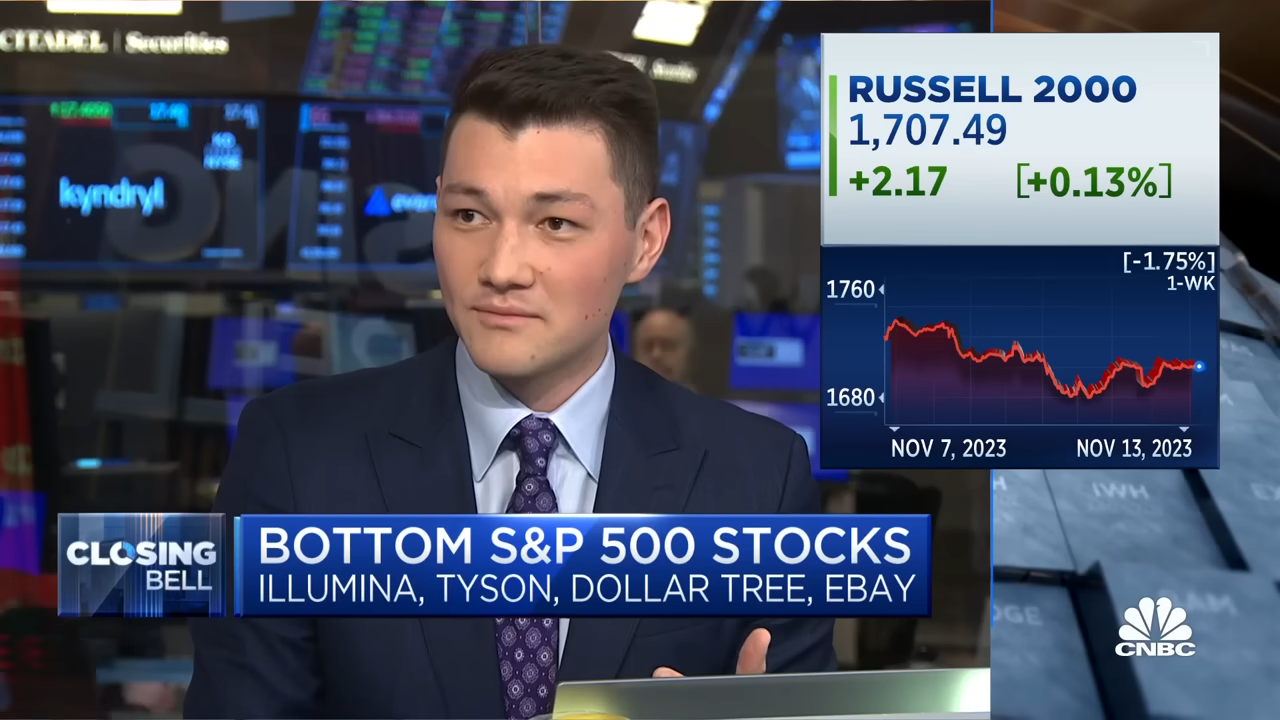 CITADEL | Securities
kyndryl
RUSSELL 2000
1,707.49
+2.17 [+0.13%]
[-1.75%]
1-WK
1760
1680
NOV 7, 2023 NOV 13, 2023
CLOSING
BELL
BOTTOM S&P 500 STOCKS
ILLUMINA, TYSON, DOLLAR TREE, EBAY
IWH
CNBC